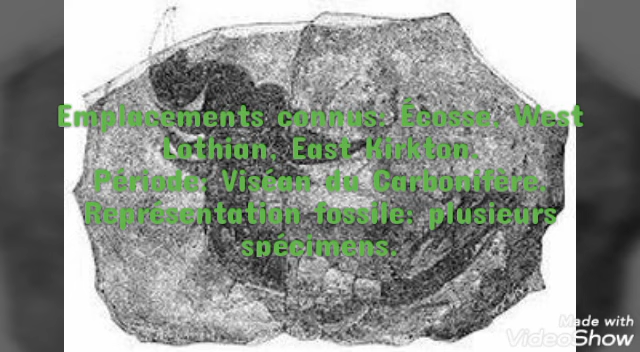 Emplacements connus: Écosse, West
Lothian, East Kirkton.
Période: Viséan du Carbonifère.
Représentation fossile: plusieurs
spécimens.
Made with
VideoShow